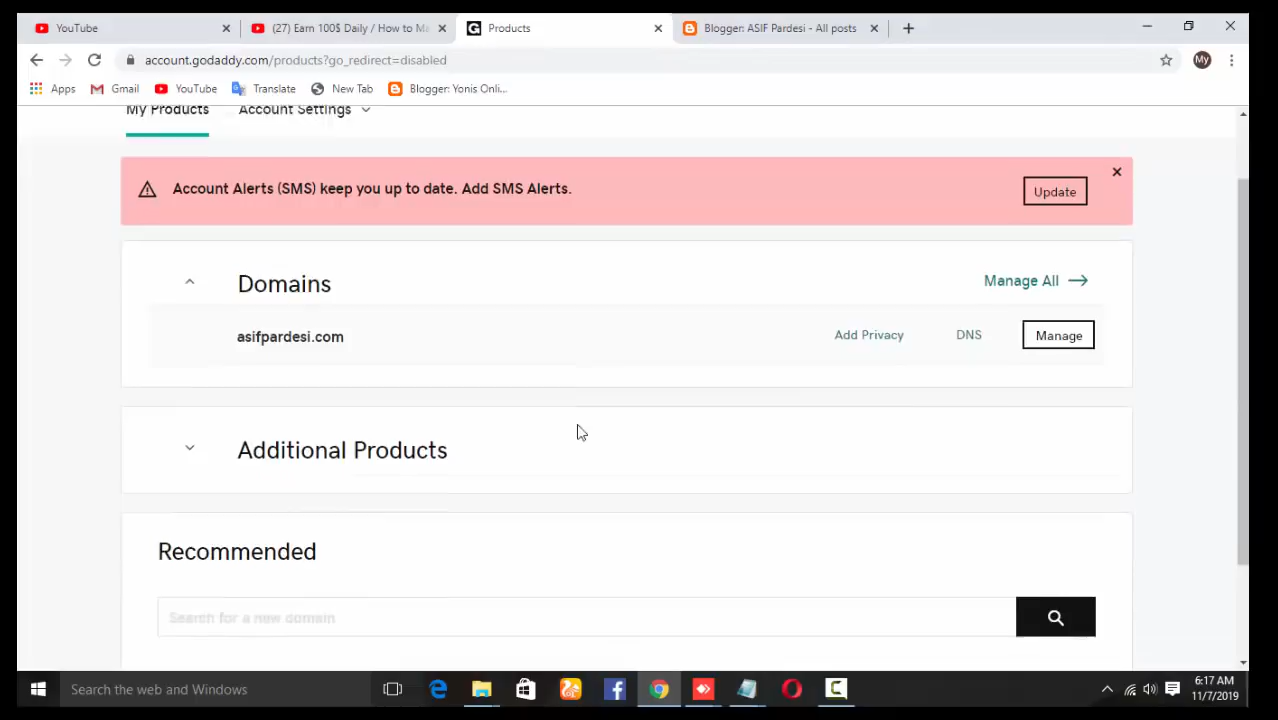 YouTube
(27) Earn 100$ Daily / How to Ma
Products
Blogger: ASIF Pardesi - All posts
account.godaddy.com/products?go_redirect=disabled
My
Apps
Gmail
YouTube
Translate
New Tab
Blogger: Yonis Onli...
My Products
Account Settings
Account Alerts (SMS) keep you up to date. Add SMS Alerts.
Update
Domains
Manage All
asifpardesi.com
Add Privacy
DNS
Manage
Additional Products
Recommended
Search for a new domain
Search the web and Windows
6:17 AM
11/7/2019